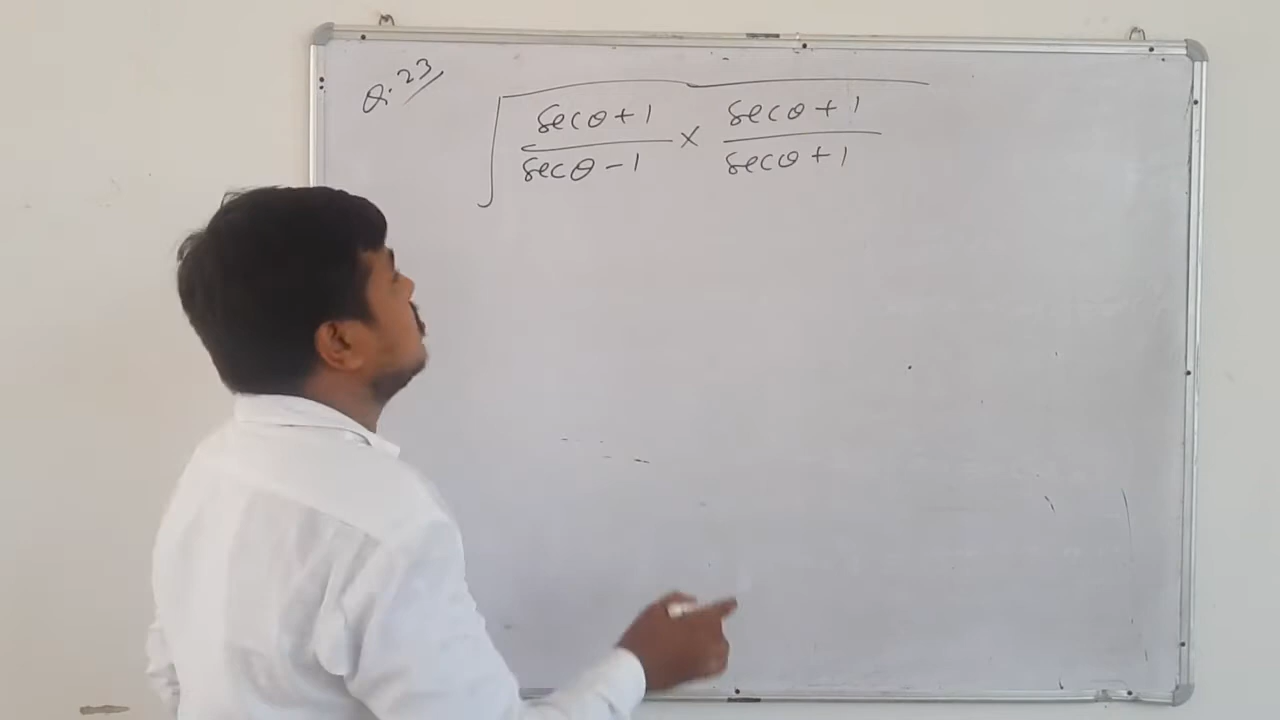 Q. 23
√((secθ + 1)/(secθ - 1) × (secθ + 1)/(secθ + 1))